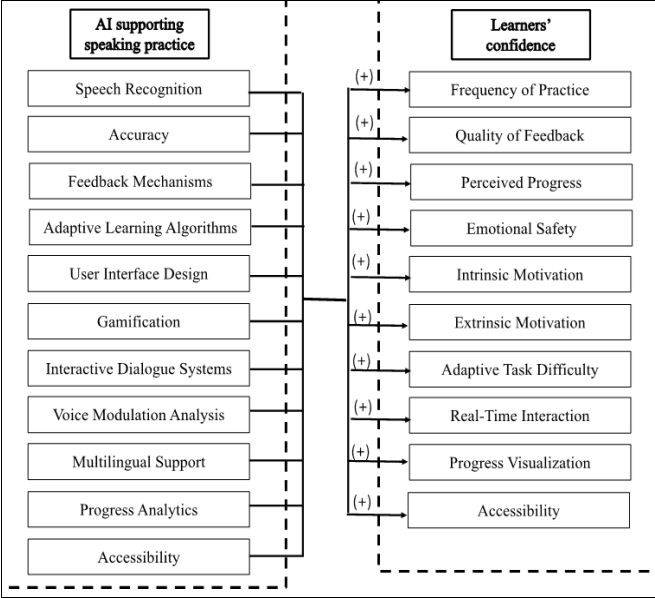 AI supporting
speaking practice
Speech Recognition
Accuracy
Feedback Mechanisms
Adaptive Learning Algorithms
User Interface Design
Gamification
Interactive Dialogue Systems
Voice Modulation Analysis
Multilingual Support
Progress Analytics
Accessibility
Learners’
confidence
(+) Frequency of Practice
(+) Quality of Feedback
(+) Perceived Progress
(+) Emotional Safety
(+) Intrinsic Motivation
(+) Extrinsic Motivation
(+) Adaptive Task Difficulty
(+) Real-Time Interaction
(+) Progress Visualization
(+) Accessibility